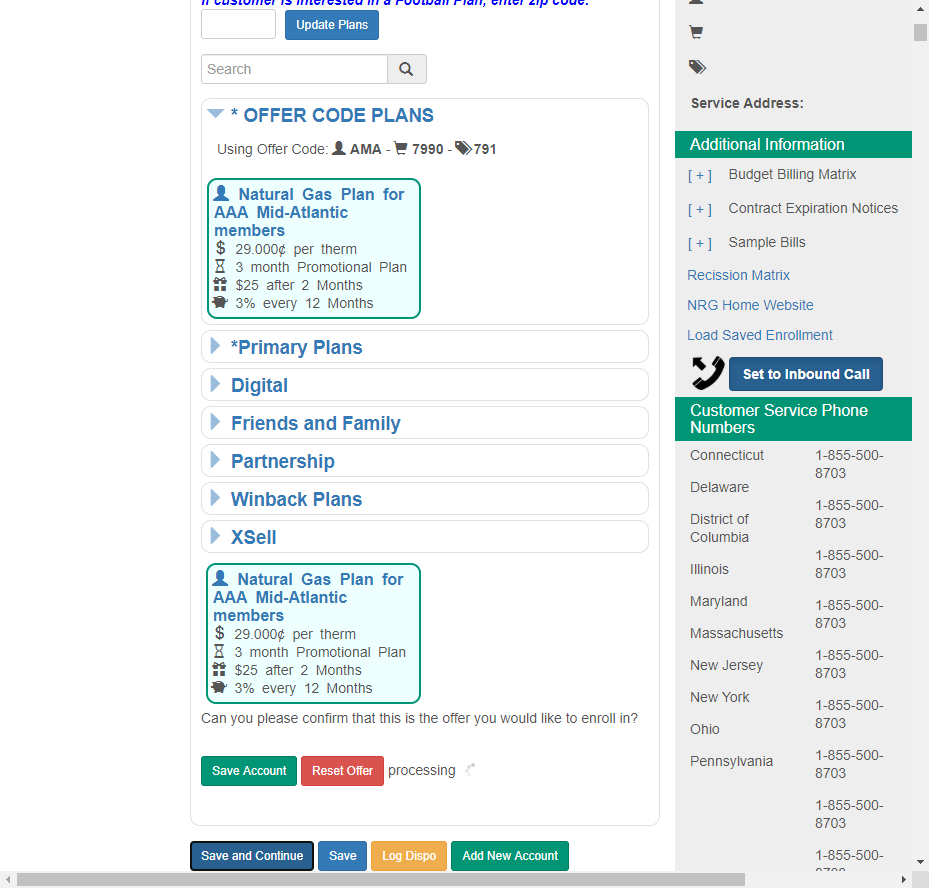 If customer is interested in a Football Plan, enter zip code:
Update Plans
Search
* OFFER CODE PLANS
Using Offer Code: AMA - 7990 - 791
Natural Gas Plan for
AAA Mid-Atlantic
members
$ 29.000¢ per therm
3 month Promotional Plan
$25 after 2 Months
3% every 12 Months
*Primary Plans
Digital
Friends and Family
Partnership
Winback Plans
XSell
Natural Gas Plan for
AAA Mid-Atlantic
members
$ 29.000¢ per therm
3 month Promotional Plan
$25 after 2 Months
3% every 12 Months
Can you please confirm that this is the offer you would like to enroll in?
Save Account Reset Offer processing
Save and Continue Save Log Dispo Add New Account
Service Address:
Additional Information
[ + ] Budget Billing Matrix
[ + ] Contract Expiration Notices
[ + ] Sample Bills
Recission Matrix
NRG Home Website
Load Saved Enrollment
Set to Inbound Call
Customer Service Phone
Numbers
Connecticut
Delaware
District of
Columbia
Illinois
Maryland
Massachusetts
New Jersey
New York
Ohio
Pennsylvania
1-855-500-
8703
1-855-500-
8703
1-855-500-
8703
1-855-500-
8703
1-855-500-
8703
1-855-500-
8703
1-855-500-
8703
1-855-500-
8703
1-855-500-